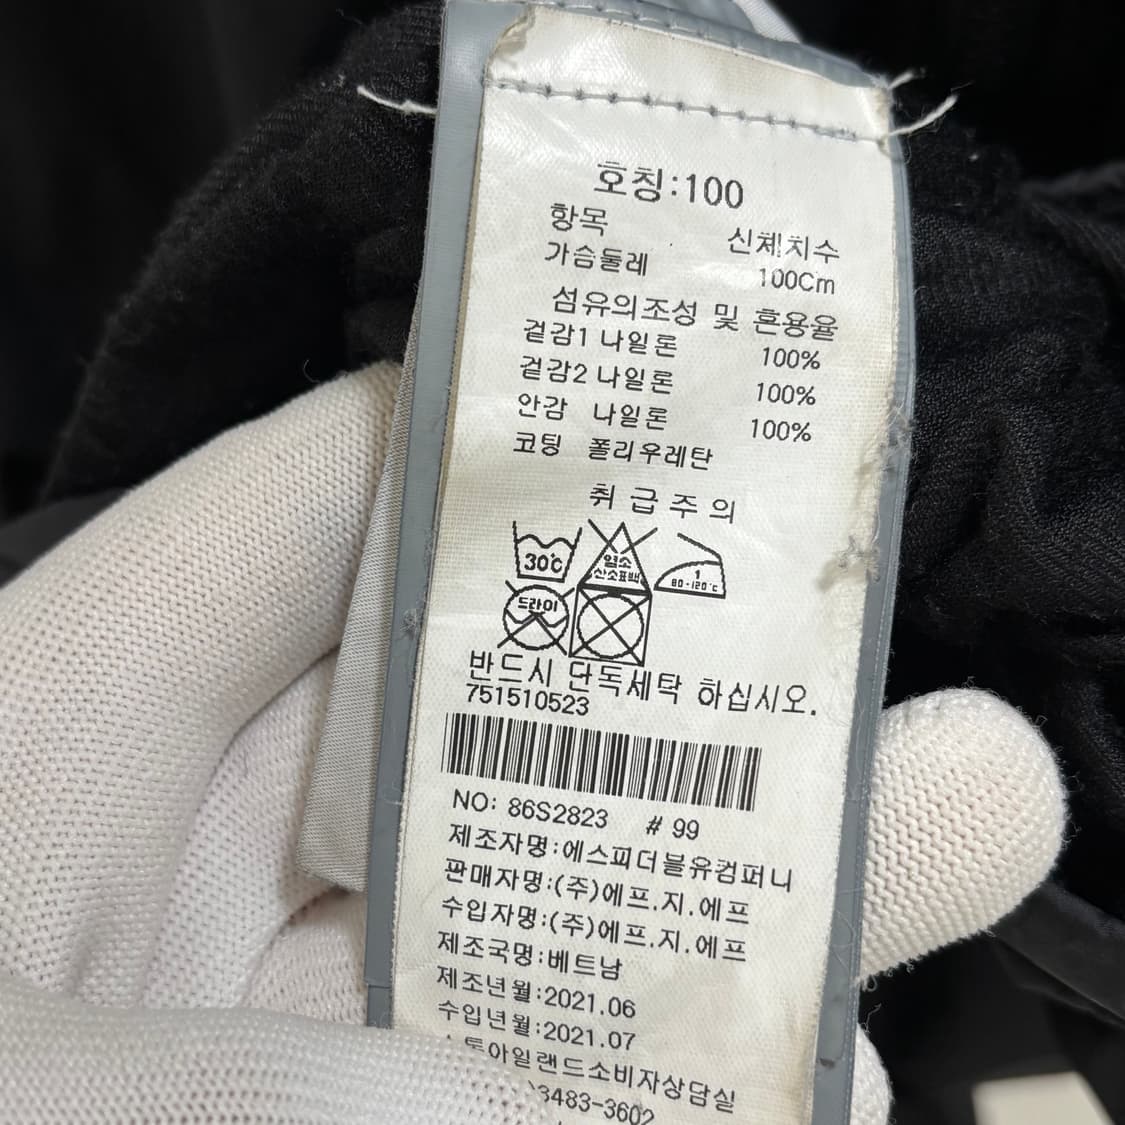 호칭:100
항목 신체치수
가슴둘레 100Cm
섬유의조성 및 혼용율
겉감1 나일론 100%
겉감2 나일론 100%
안감 나일론 100%
코팅 폴리우레탄
취급주의
30℃
염소
산소표백
1
80-120℃
드라이
반드시 단독세탁 하십시오.
751510523
NO: 86S2823 # 99
제조자명:에스피더블유컴퍼니
판매자명:(주)에프.지.에프
수입자명:(주)에프.지.에프
제조국명:베트남
제조년월:2021.06
수입년월:2021.07
스톤아일랜드소비자상담실
)3483-3602